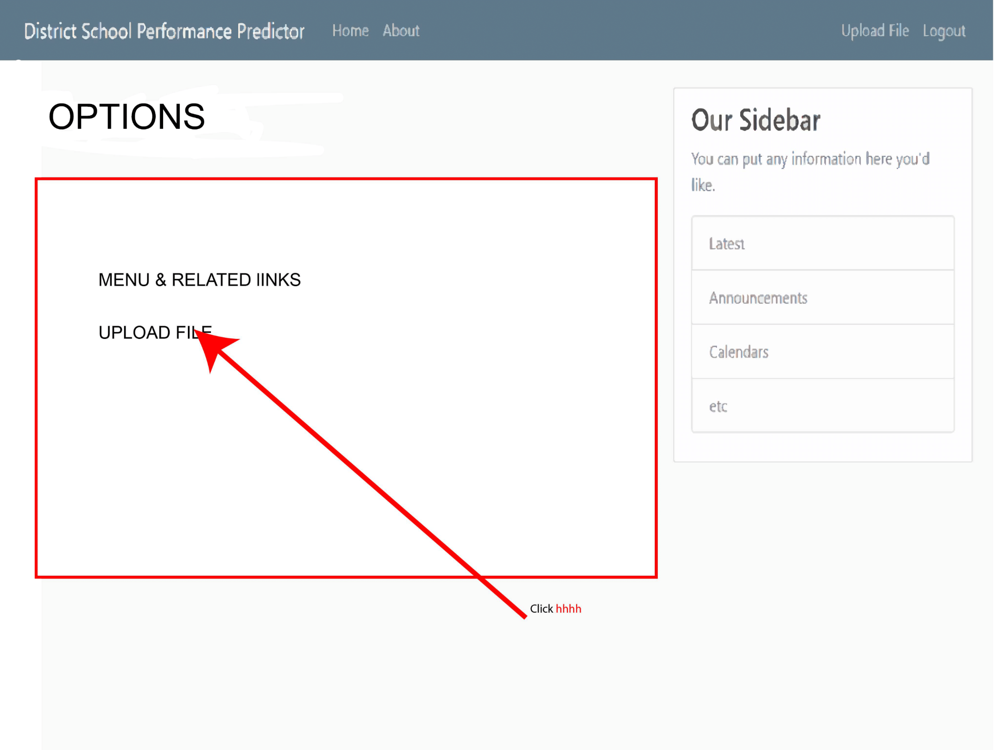 District School Performance Predictor Home About Upload File Logout
OPTIONS
MENU & RELATED lINKS
UPLOAD FILE
Click hhhh
Our Sidebar
You can put any information here you'd
like.
Latest
Announcements
Calendars
etc